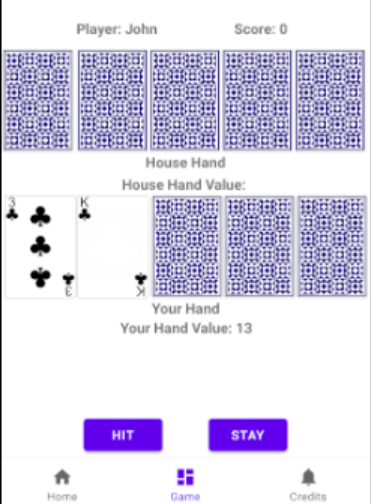 Player: John Score: 0
House Hand
House Hand Value:
3 K
3 K
Your Hand
Your Hand Value: 13
HIT STAY
Home Game Credits